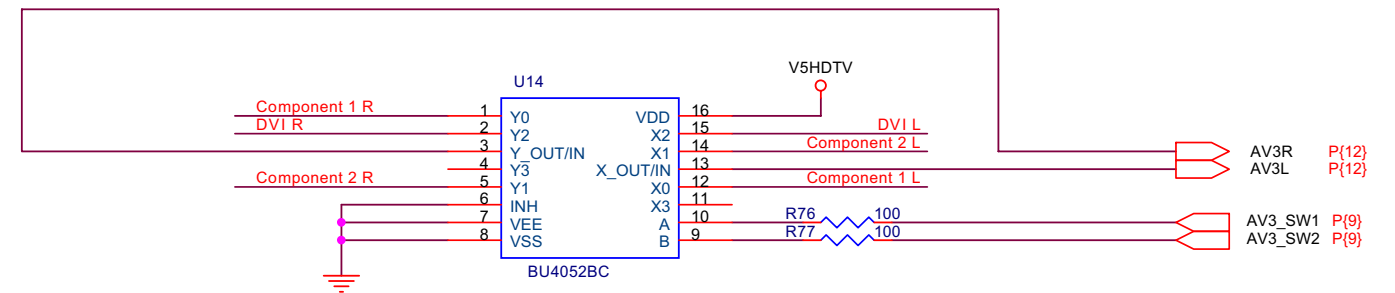 V5HDTV
U14
Component 1 R 1 Y0 VDD 16
DVI R 2 Y2 X2 15 DVI L
3 Y_OUT/IN X1 14 Component 2 L
4 Y3 X_OUT/IN 13
Component 2 R 5 Y1 X0 12 Component 1 L
6 INH X3 11
7 VEE A 10 R76 100
8 VSS B 9 R77 100
BU4052BC
AV3R P{12}
AV3L P{12}
AV3_SW1 P{9}
AV3_SW2 P{9}